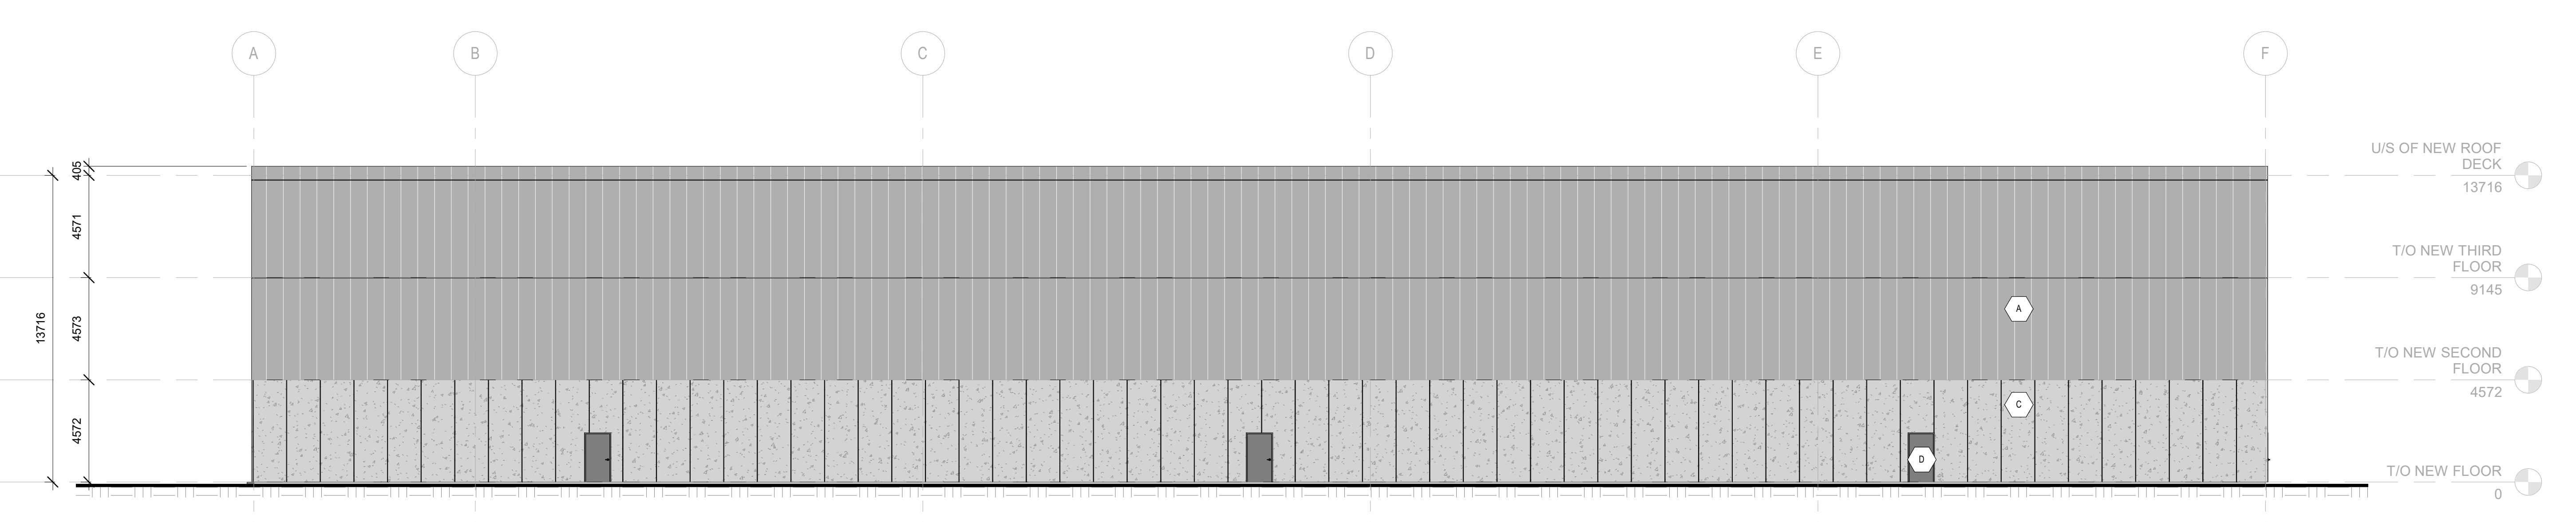 A
B
C
D
E
F
405
4571
4573
4572
13716
U/S OF NEW ROOF
DECK
13716
T/O NEW THIRD
FLOOR
9145
A
T/O NEW SECOND
FLOOR
4572
C
D
T/O NEW FLOOR
0